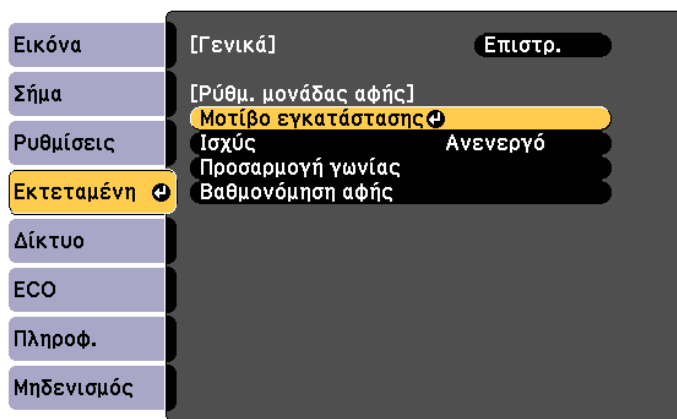 Εικόνα
Σήμα
Ρυθμίσεις
Εκτεταμένη
Δίκτυο
ECO
Πληροφ.
Μηδενισμός
[Γενικά] Επιστρ.
[Ρύθμ. μονάδας αφής]
Μοτίβο εγκατάστασης
Ισχύς Ανενεργό
Προσαρμογή γωνίας
Βαθμονόμηση αφής